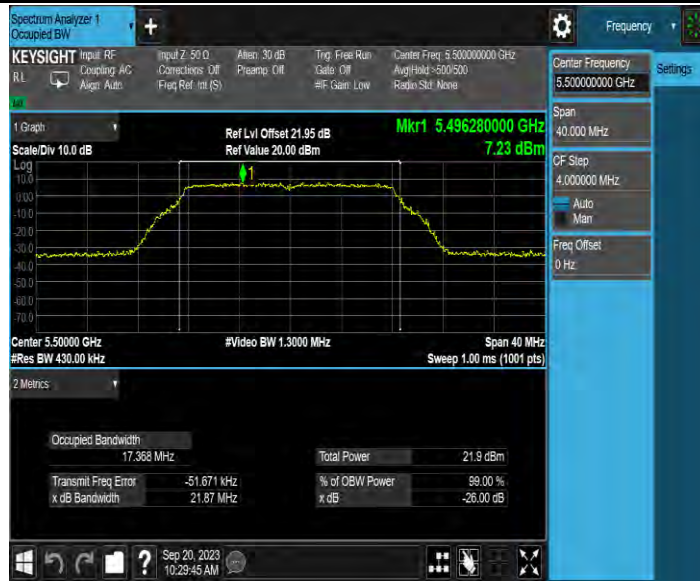 Spectrum Analyzer 1
Occupied BW
Frequency
KEYSIGHT Input: RF
Coupling: AC
Align: Auto
RL
Input Z: 50 Ω
Corrections: Off
Freq Ref: Int (S)
Atten: 30 dB
Preamp: Off
Trig: Free Run
Gate: Off
#IF Gain: Low
Center Freq: 5.500000000 GHz
Avg|Hold:>500/500
Radio Std: None
Center Frequency
5.500000000 GHz
Settings
Span
40.000 MHz
CF Step
4.000000 MHz
Auto
Man
Freq Offset
0 Hz
1 Graph
Scale/Div 10.0 dB
Ref Lvl Offset 21.95 dB
Ref Value 20.00 dBm
Mkr1 5.496280000 GHz
7.23 dBm
Log
10.0
0.00
-10.0
-20.0
-30.0
-40.0
-50.0
-60.0
-70.0
1
Center 5.50000 GHz
#Res BW 430.00 kHz
#Video BW 1.3000 MHz
Span 40 MHz
Sweep 1.00 ms (1001 pts)
2 Metrics
Occupied Bandwidth
17.368 MHz
Total Power 21.9 dBm
Transmit Freq Error -51.671 kHz
% of OBW Power 99.00 %
x dB Bandwidth 21.87 MHz
x dB -26.00 dB
?
Sep 20, 2023
10:29:45 AM